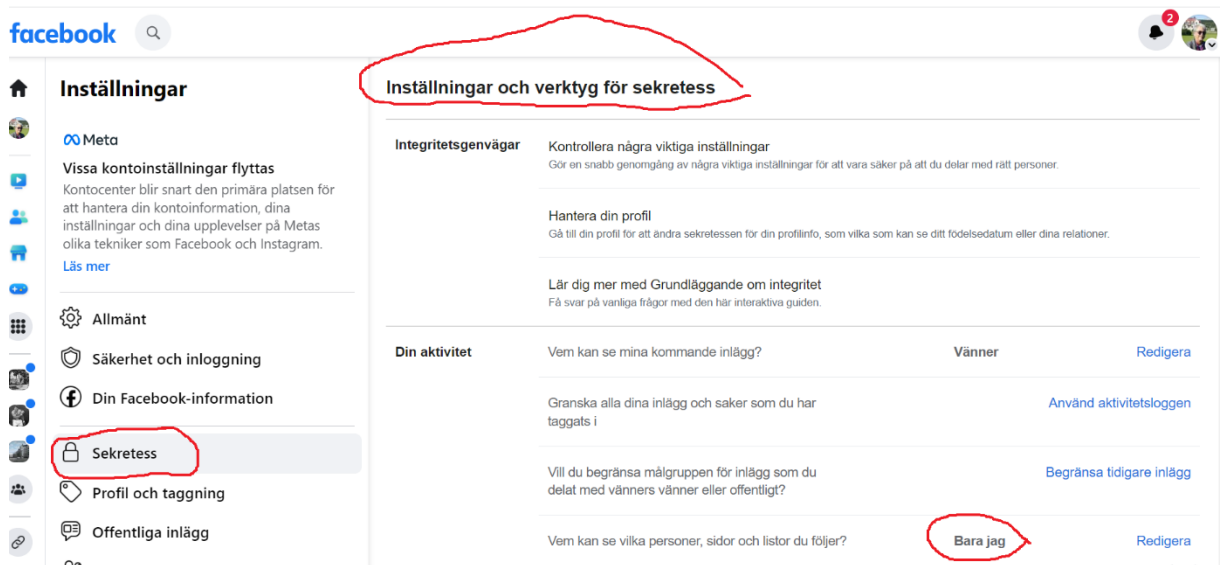 facebook
2
Inställningar
Meta
Vissa kontoinställningar flyttas
Kontocenter blir snart den primära platsen för
att hantera din kontoinformation, dina
inställningar och dina upplevelser på Metas
olika tekniker som Facebook och Instagram.
Läs mer
Allmänt
Säkerhet och inloggning
Din Facebook-information
Sekretess
Profil och taggning
Offentliga inlägg
Inställningar och verktyg för sekretess
Integritetsgenvägar
Kontrollera några viktiga inställningar
Gör en snabb genomgång av några viktiga inställningar för att vara säker på att du delar med rätt personer.
Hantera din profil
Gå till din profil för att ändra sekretessen för din profilinfo, som vilka som kan se ditt födelsedatum eller dina relationer.
Lär dig mer med Grundläggande om integritet
Få svar på vanliga frågor med den här interaktiva guiden.
Din aktivitet
Vem kan se mina kommande inlägg? Vänner Redigera
Granska alla dina inlägg och saker som du har
taggats i
Använd aktivitetsloggen
Vill du begränsa målgruppen för inlägg som du
delat med vänners vänner eller offentligt?
Begränsa tidigare inlägg
Vem kan se vilka personer, sidor och listor du följer? Bara jag Redigera